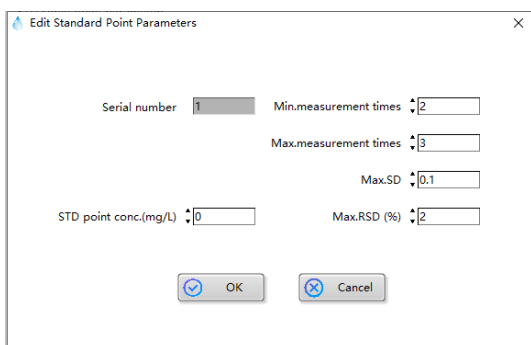 Edit Standard Point Parameters
Serial number 1 Min.measurement times 2
Max.measurement times 3
Max.SD 0.1
STD point conc.(mg/L) 0 Max.RSD (%) 2
OK Cancel